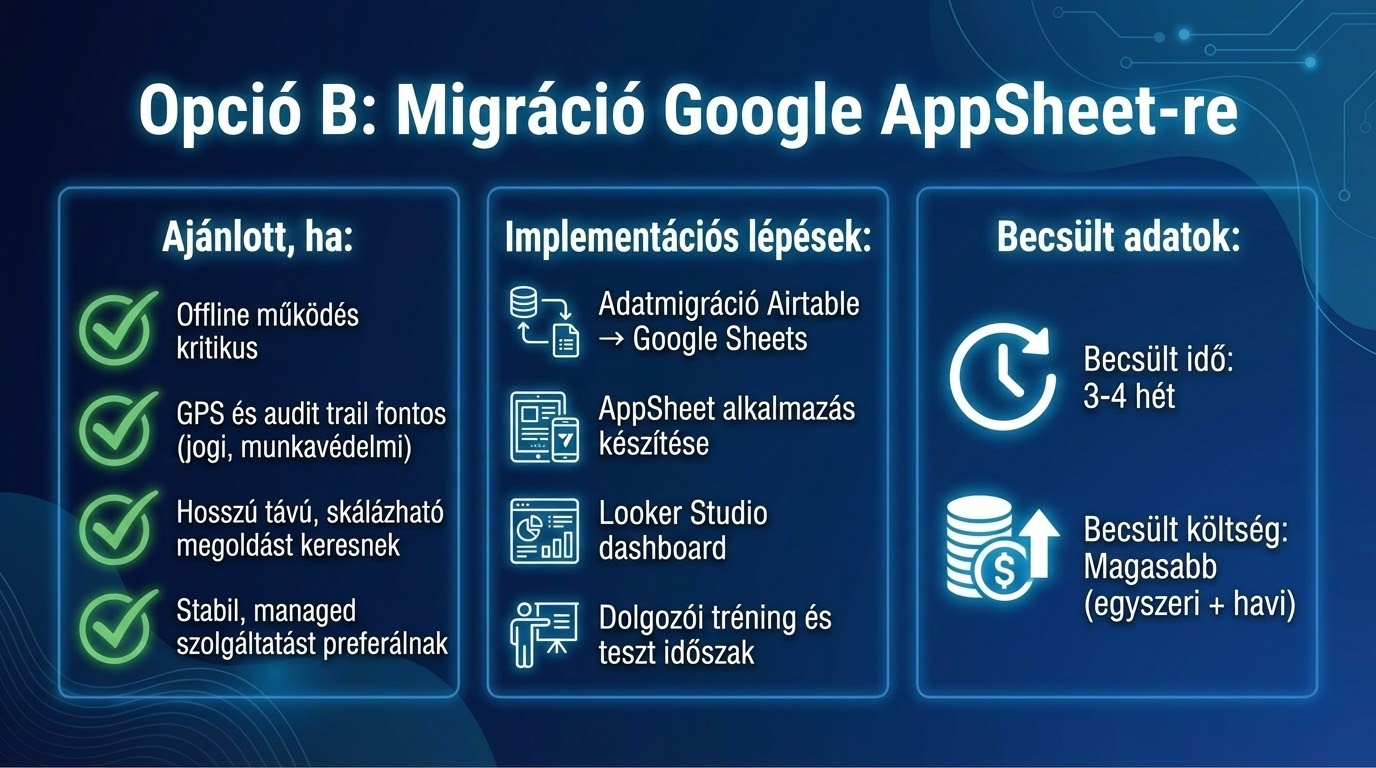 Opció B: Migráció Google AppSheet-re
Ajánlott, ha:
Offline működés
kritikus
GPS és audit trail fontos
(jogi, munkavédelmi)
Hosszú távú, skálázható
megoldást keresnek
Stabil, managed
szolgáltatást preferálnak
Implementációs lépések:
Adatmigráció Airtable
→ Google Sheets
AppSheet alkalmazás
készítése
Looker Studio
dashboard
Dolgozói tréning és
teszt időszak
Becsült adatok:
Becsült idő:
3-4 hét
$
Becsült költség:
Magasabb
(egyszeri + havi)